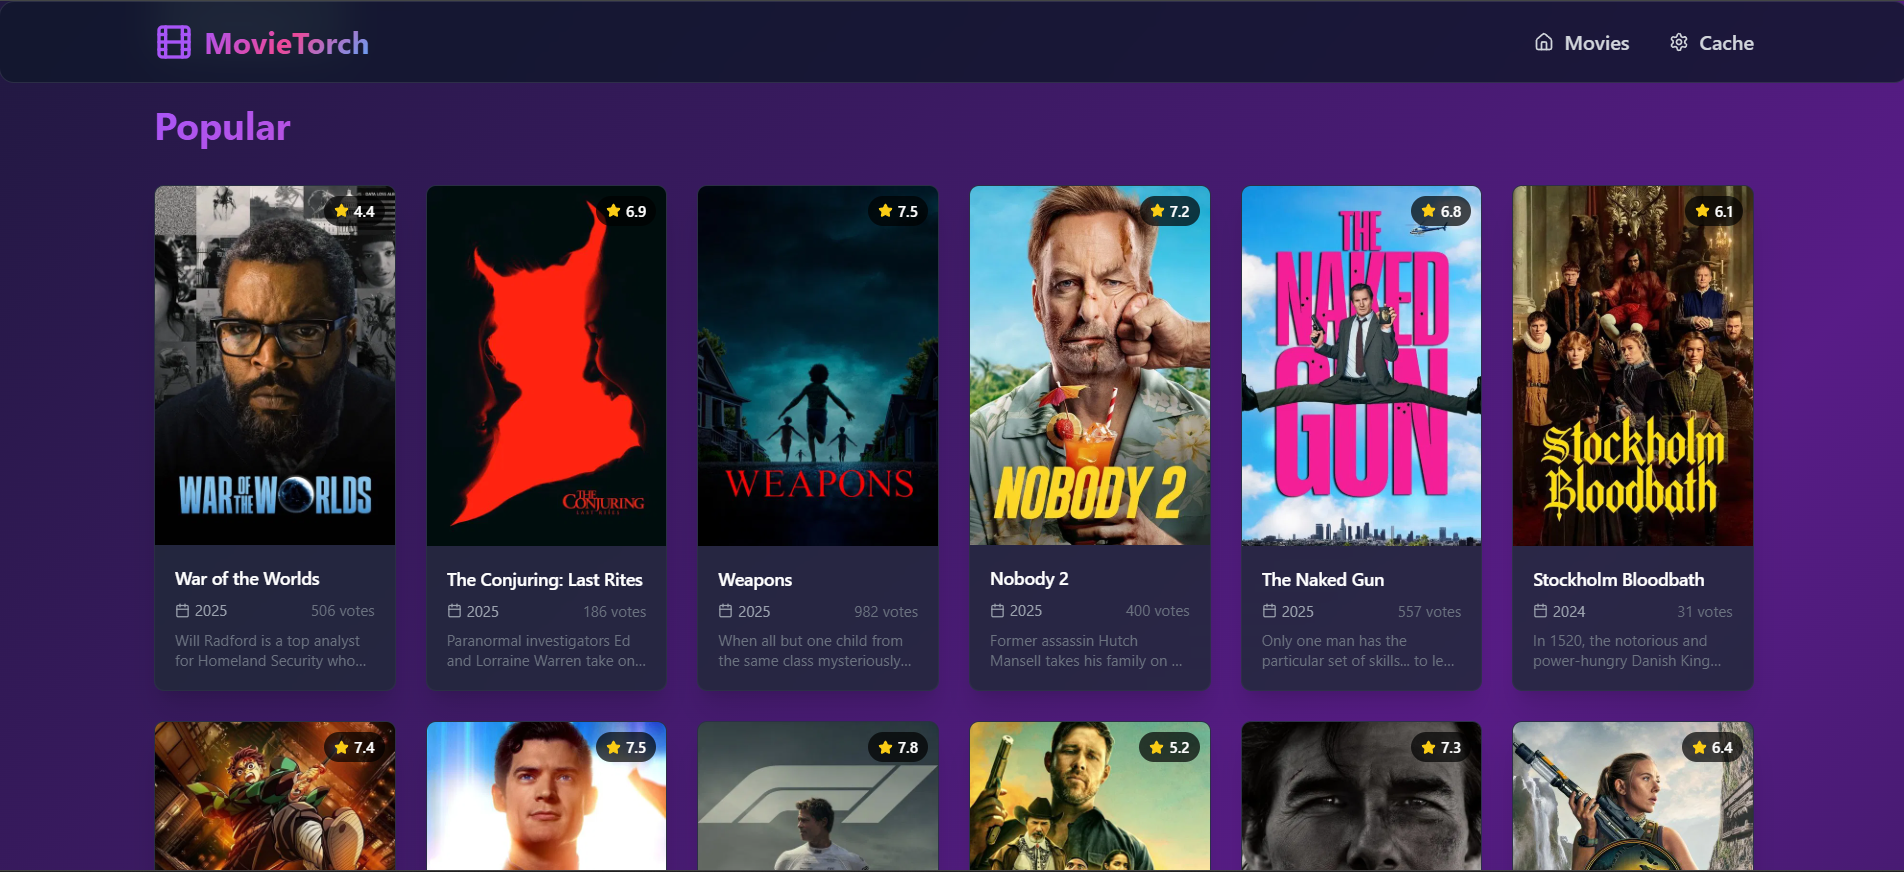 MovieTorch
Movies
Cache
Popular
4.4
6.9
7.5
7.2
6.8
6.1
WAR OF THE WORLDS
THE CONJURING
LAST RITES
WEAPONS
NOBODY 2
THE NAKED GUN
Stockholm
Bloodbath
War of the Worlds
2025
506 votes
Will Radford is a top analyst
for Homeland Security who...
The Conjuring: Last Rites
2025
186 votes
Paranormal investigators Ed
and Lorraine Warren take on...
Weapons
2025
982 votes
When all but one child from
the same class mysteriously...
Nobody 2
2025
400 votes
Former assassin Hutch
Mansell takes his family on ...
The Naked Gun
2025
557 votes
Only one man has the
particular set of skills... to le...
Stockholm Bloodbath
2024
31 votes
In 1520, the notorious and
power-hungry Danish King...
7.4
7.5
7.8
5.2
7.3
6.4